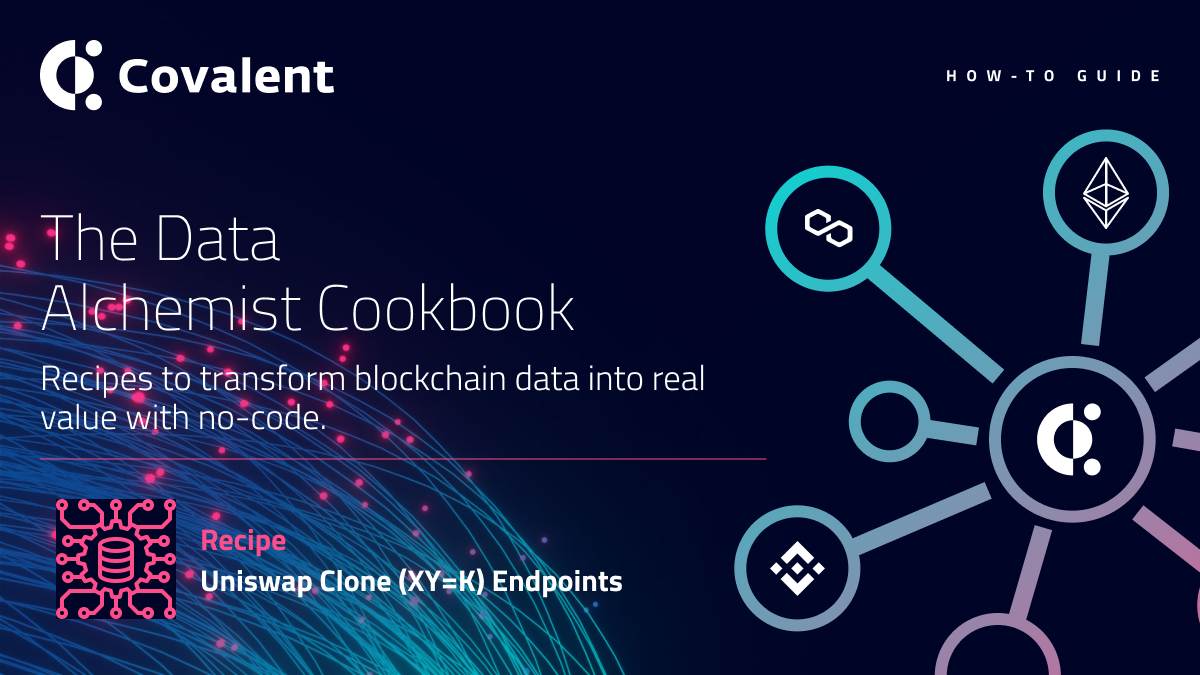 Covalent
HOW-TO GUIDE
The Data
Alchemist Cookbook
Recipes to transform blockchain data into real
value with no-code.
Recipe
Uniswap Clone (XY=K) Endpoints